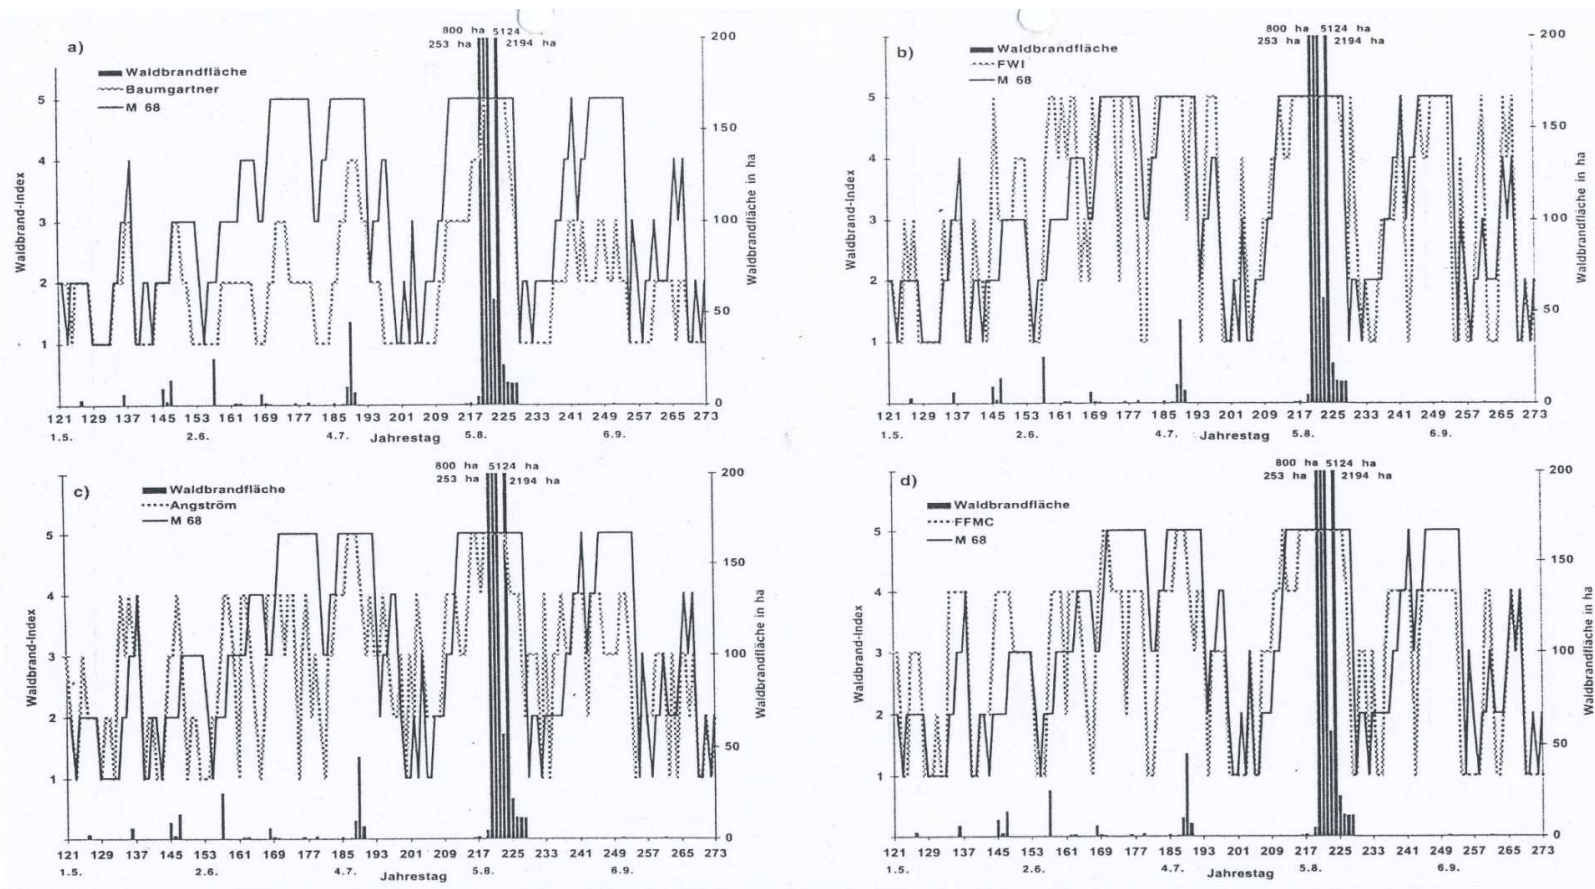 800 ha 5124
253 ha 2194 ha
a)
Waldbrandfläche
Baumgartner
M 68
Waldbrand-Index
5
4
3
2
1
200
150
100
50
0
Waldbrandfläche in ha
121 129 137 145 153 161 169 177 185 193 201 209 217 225 233 241 249 257 265 273
1.5. 2.6. 4.7. Jahrestag 5.8. 6.9.
800 ha 5124 ha
253 ha 2194 ha
b)
Waldbrandfläche
FWI
M 68
Waldbrand-Index
5
4
3
2
1
200
150
100
50
0
Waldbrandfläche in ha
121 129 137 145 153 161 169 177 185 193 201 209 217 225 233 241 249 257 265 273
1.5. 2.6. 4.7. Jahrestag 5.8. 6.9.
800 ha 5124 ha
253 ha 2194 ha
c)
Waldbrandfläche
Angström
M 68
Waldbrand-Index
5
4
3
2
1
200
150
100
50
0
Waldbrandfläche in ha
121 129 137 145 153 161 169 177 185 193 201 209 217 225 233 241 249 257 265 273
1.5. 2.6. 4.7. Jahrestag 5.8. 6.9.
800 ha 5124 ha
253 ha 2194 ha
d)
Waldbrandfläche
FFMC
M 68
Waldbrand-Index
5
4
3
2
1
200
150
100
50
0
Waldbrandfläche in ha
121 129 137 145 153 161 169 177 185 193 201 209 217 225 233 241 249 257 265 273
1.5. 2.6. 4.7. Jahrestag 5.8. 6.9.